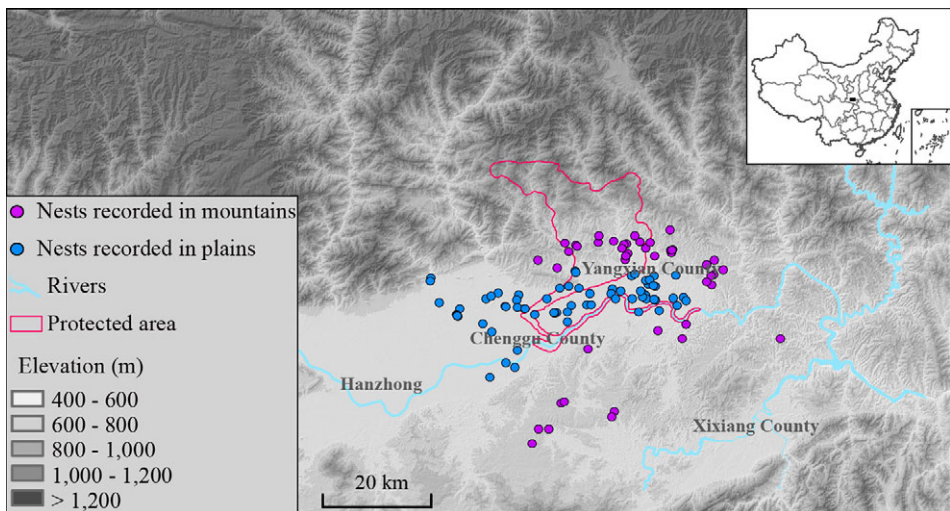 Nests recorded in mountains
Nests recorded in plains
Rivers
Protected area
Elevation (m)
400 - 600
600 - 800
800 - 1,000
1,000 - 1,200
> 1,200
Yangxian County
Chenggu County
Hanzhong
Xixiang County
20 km